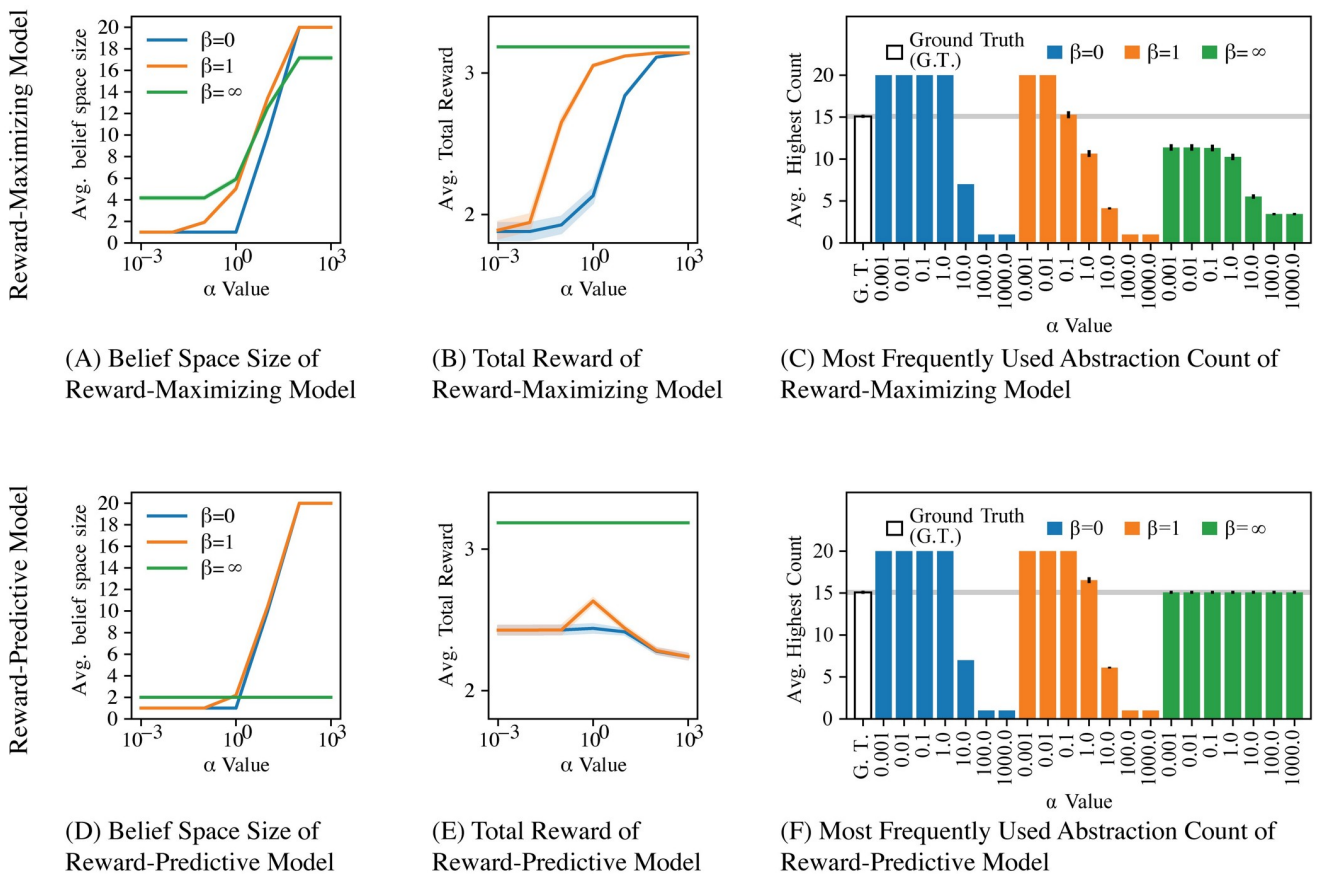 Reward-Maximizing Model
Avg. belief space size
20
18
16
14
12
10
8
6
4
2
0
β=0
β=1
β=∞
10−3
100
103
α Value
(A) Belief Space Size of
Reward-Maximizing Model
Avg. Total Reward
3
2
10−3
100
103
α Value
(B) Total Reward of
Reward-Maximizing Model
Avg. Highest Count
20
15
10
5
0
Ground Truth
(G.T.)
β=0
β=1
β=∞
G. T.
0.001
0.01
0.1
1.0
10.0
100.0
1000.0
0.001
0.01
0.1
1.0
10.0
100.0
1000.0
0.001
0.01
0.1
1.0
10.0
100.0
1000.0
α Value
(C) Most Frequently Used Abstraction Count of
Reward-Maximizing Model
Reward-Predictive Model
Avg. belief space size
20
18
16
14
12
10
8
6
4
2
0
β=0
β=1
β=∞
10−3
100
103
α Value
(D) Belief Space Size of
Reward-Predictive Model
Avg. Total Reward
3
2
10−3
100
103
α Value
(E) Total Reward of
Reward-Predictive Model
Avg. Highest Count
20
15
10
5
0
Ground Truth
(G.T.)
β=0
β=1
β=∞
G. T.
0.001
0.01
0.1
1.0
10.0
100.0
1000.0
0.001
0.01
0.1
1.0
10.0
100.0
1000.0
0.001
0.01
0.1
1.0
10.0
100.0
1000.0
α Value
(F) Most Frequently Used Abstraction Count of
Reward-Predictive Model